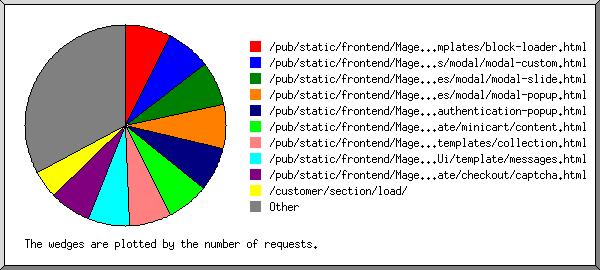 /pub/static/frontend/Mage...mplates/block-loader.html
/pub/static/frontend/Mage...s/modal/modal-custom.html
/pub/static/frontend/Mage...es/modal/modal-slide.html
/pub/static/frontend/Mage...es/modal/modal-popup.html
/pub/static/frontend/Mage...authentication-popup.html
/pub/static/frontend/Mage...ate/minicart/content.html
/pub/static/frontend/Mage...templates/collection.html
/pub/static/frontend/Mage...Ui/template/messages.html
/pub/static/frontend/Mage...ate/checkout/captcha.html
/customer/section/load/
Other
The wedges are plotted by the number of requests.